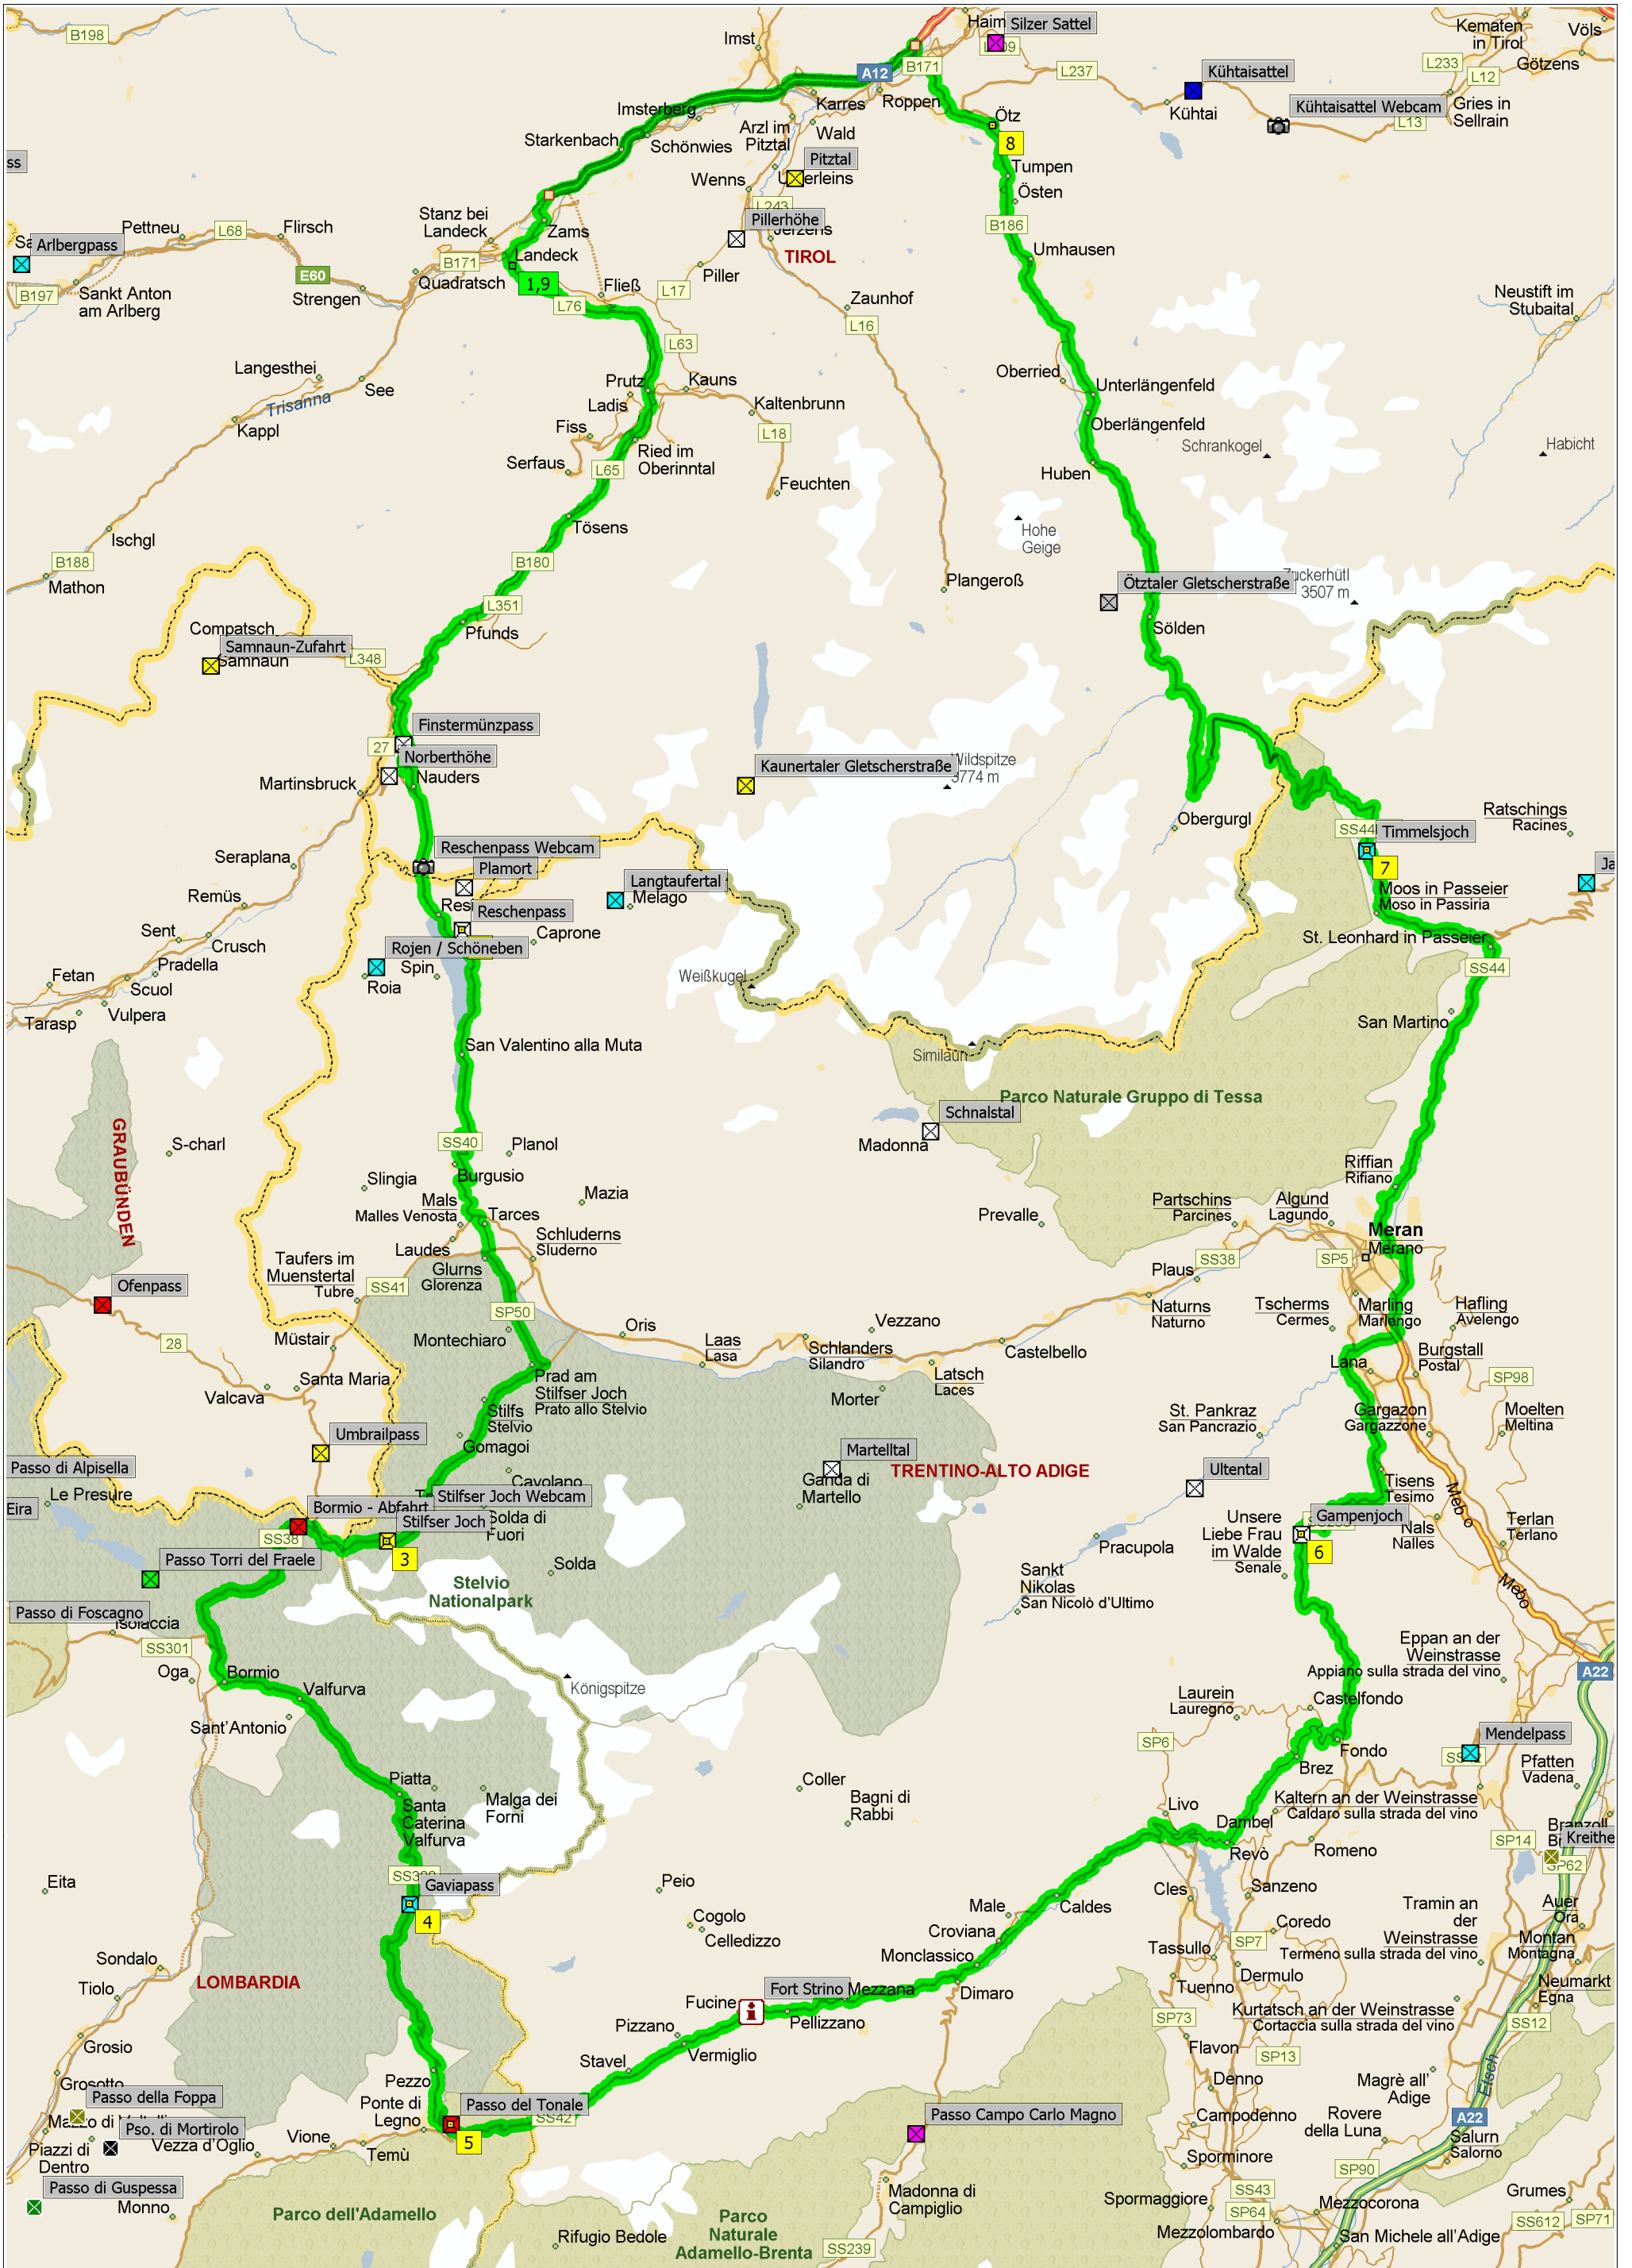 B198
Imst
Haim
Silzer Sattel
Kematen
in Tirol
Völs
Götzens
A12
B171
L237
Kühtaisattel
L233
L12
Karres
Roppen
Kühtai
Kühtaisattel Webcam
Gries in
Sellrain
L13
Imsterberg
Ötz
8
Starkenbach
Schönwies
Arzl im
Pitztal
Wald
Pitztal
Tumpen
Östen
ss
Wenns
L243
Pillerhöhe
Jerzens
B186
Umhausen
TIROL
Stanz bei
Landeck
Zams
Landeck
Pettneu
L68
Flirsch
Arlbergpass
B171
Quadratsch
1,9
Fließ
Piller
L17
L76
E60
Strengen
B197
Sankt Anton
am Arlberg
Zaunhof
L16
Neustift im
Stubaital
L63
Langesthei
See
Trisanna
Kappl
Prutz
Kauns
Ladis
Kaltenbrunn
Oberried
Unterlängenfeld
Oberlängenfeld
Fiss
L18
Serfaus
Ried im
Oberinntal
L65
Feuchten
Huben
Schrankogel
Habicht
Ischgl
Tösens
Hohe
Geige
B188
Mathon
B180
Plangeroß
Ötztaler Gletscherstraße
Zuckerhütl
3507 m
L351
Pfunds
Sölden
Compatsch
Samnaun-Zufahrt
Samnaun
L348
Finstermünzpass
27
Norberthöhe
Nauders
Martinsbruck
Kaunertaler Gletscherstraße
Wildspitze
3774 m
Obergurgl
Ratschings
Racines
SS44
Timmelsjoch
7
Seraplana
Reschenpass Webcam
Plamort
Langtaufertal
Melago
Ja
Moos in Passeier
Moso in Passiria
Remüs
Reschenpass
Caprone
Sent
Crusch
Rojen / Schöneben
Spin
Roia
St. Leonhard in Passeier
SS44
Pradella
Fetan
Scuol
Tarasp
Vulpera
Weißkugel
San Martino
San Valentino alla Muta
Similaun
Parco Naturale Gruppo di Tessa
Schnalstal
Madonna
GRAUBÜNDEN
S-charl
SS40
Planol
Burgusio
Slingia
Mazia
Mals
Malles Venosta
Tarces
Riffian
Rifiano
Partschins
Parcines
Algund
Lagundo
Prevalle
Meran
Merano
Schluderns
Sluderno
Laudes
Glurns
Glorenza
Taufers im
Muenstertal
Tubre
SS41
SS38
SP5
Plaus
Ofenpass
Naturns
Naturno
Tscherms
Cermes
Marling
Marlengo
Hafling
Avelengo
SP50
Montechiaro
Oris
Vezzano
28
Müstair
Laas
Lasa
Schlanders
Silandro
Castelbello
Lana
Burgstall
Postal
SP98
Santa Maria
Valcava
Prad am
Stilfser Joch
Prato allo Stelvio
Latsch
Laces
Morter
Stilfs
Stelvio
Gomagoi
St. Pankraz
San Pancrazio
Gargazon
Gargazzone
Moelten
Meltina
Umbrailpass
Martelltal
TRENTINO-ALTO ADIGE
Ganda di
Martello
Ultental
Passo di Alpisella
Le Presure
Cavolano
Tisens
Tesimo
Mebo
Eira
Bormio - Abfahrt
Stilfser Joch Webcam
Stilfser Joch
Solda di
Fuori
SS38
3
Gampenjoch
6
Unsere
Liebe Frau
im Walde
Senale
Nals
Nalles
Terlan
Terlano
Pracupola
Passo Torri del Fraele
Solda
Stelvio
Nationalpark
Sankt
Nikolas
San Nicolò d'Ultimo
Mebo
Passo di Foscagno
Isolaccia
SS301
Oga
Bormio
Valfurva
Königspitze
Eppan an der
Weinstrasse
Appiano sulla strada del vino
A22
Sant'Antonio
Laurein
Lauregno
Castelfondo
SP6
Fondo
Mendelpass
Brez
Pfatten
Vadena
Piatta
Santa
Caterina
Valfurva
Malga dei
Forni
Coller
Bagni di
Rabbi
Livo
Dambel
Kaltern an der Weinstrasse
Caldaro sulla strada del vino
Revò
Romeno
SP14
Branzoll
Kreithe
SP62
Gaviapass
4
Eita
Peio
Cles
Sanzeno
Male
Caldes
Cogolo
Celledizzo
Croviana
Monclassico
Coredo
SP7
Tassullo
Dermulo
Tuenno
Tramin an
der
Weinstrasse
Termeno sulla strada del vino
Auer
Ora
Montan
Montagna
Sondalo
Tiolo
LOMBARDIA
Fort Strino
Mezzana
Fucine
Pellizzano
Dimaro
Neumarkt
Egna
Pizzano
Vermiglio
Kurtatsch an der Weinstrasse
Cortaccia sulla strada del vino
SS12
SP73
Flavon
SP13
Grosio
Stavel
Pezzo
Denno
Magrè all'
Adige
Etsch
Grosotto
Passo della Foppa
Ponte di
Legno
Passo del Tonale
SS42
5
Passo Campo Carlo Magno
Campodenno
Rovere
della Luna
A22
Salurn
Salorno
Pso. di Mortirolo
Vezza d'Oglio
Vione
Temù
Piazzi di
Dentro
Passo di Guspessa
Monno
Sporminore
SP90
Madonna di
Campiglio
Spormaggiore
SS43
SP64
Mezzocorona
Grumes
Parco dell'Adamello
Parco
Naturale
Adamello-Brenta
Rifugio Bedole
SS239
Mezzolombardo
San Michele all'Adige
SS612
SP71